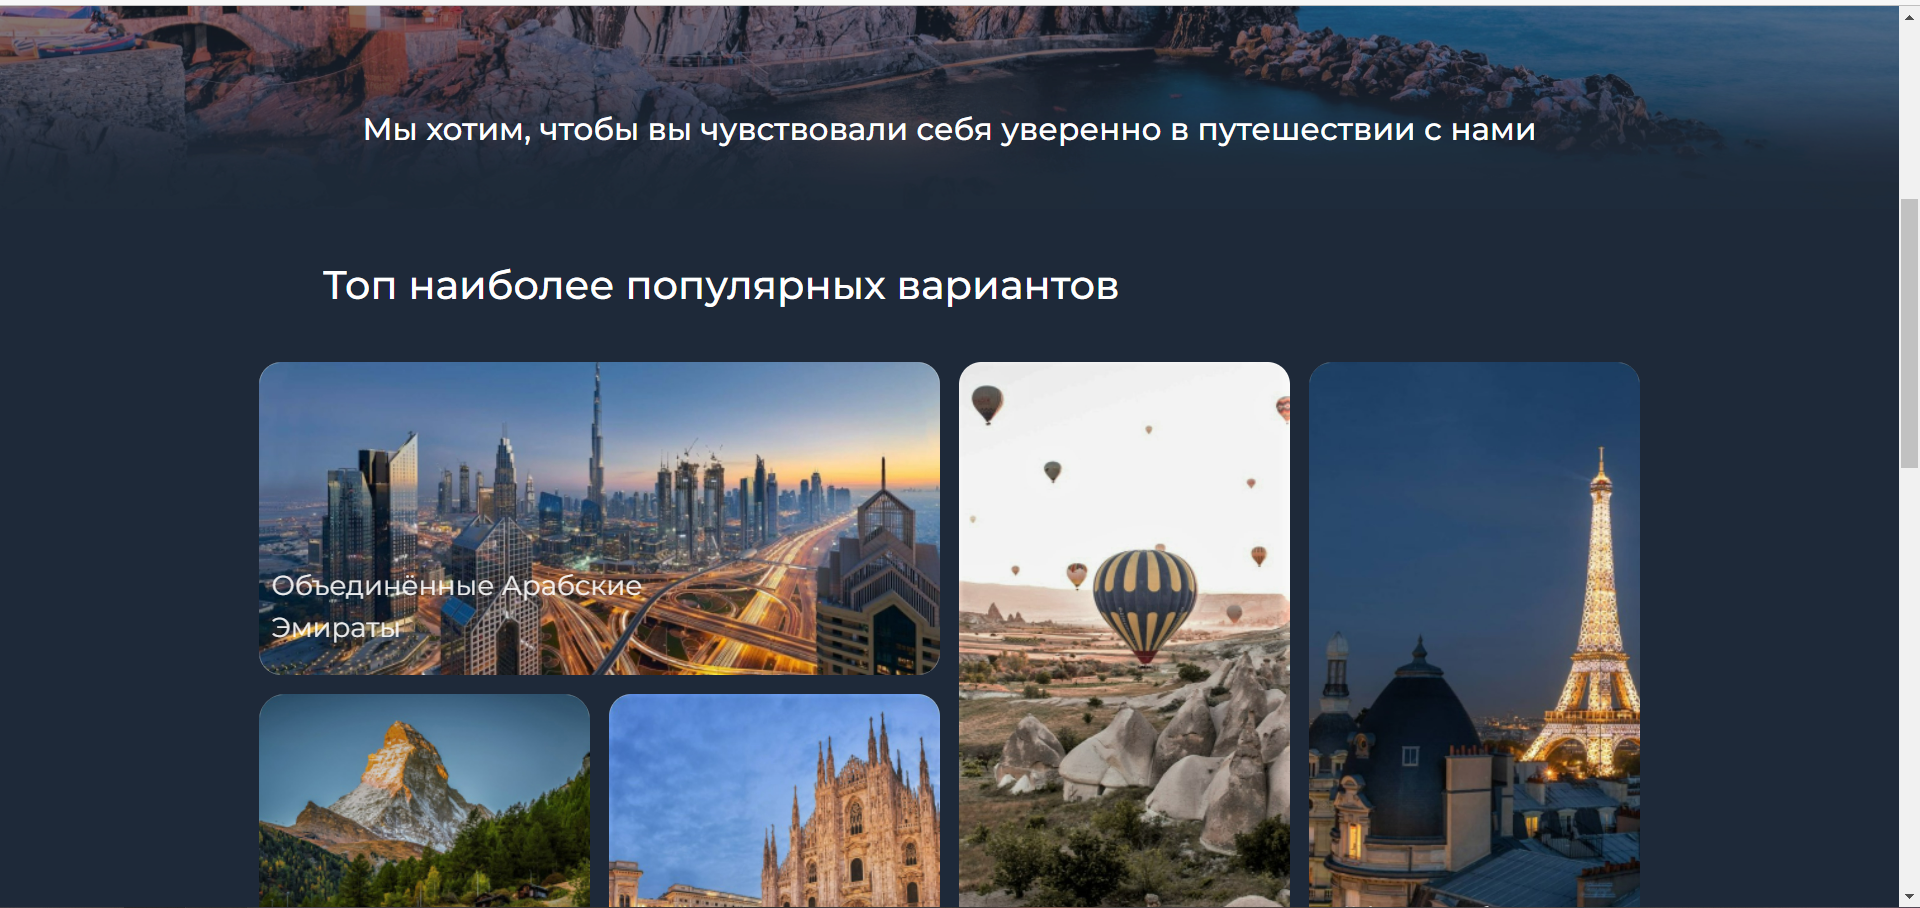 Мы хотим, чтобы вы чувствовали себя уверенно в путешествии с нами
Топ наиболее популярных вариантов
Объединённые Арабские
Эмираты